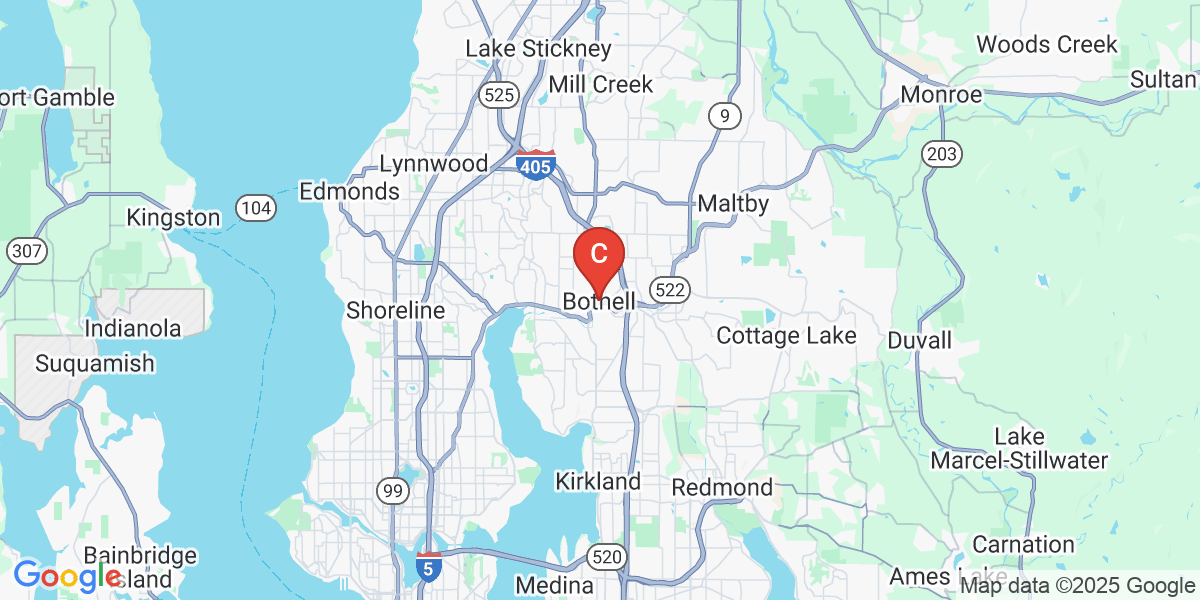 Lake Stickney
Woods Creek
Mill Creek
Sultan
ort Gamble
525
Monroe
9
Lynnwood
405
203
Edmonds
Maltby
104
Kingston
307
C
522
Bothell
Shoreline
Indianola
Cottage Lake
Duvall
Suquamish
Lake
Marcel-Stillwater
Kirkland
Redmond
99
Carnation
Bainbridge
Island
520
5
Medina
Ames Lake
Google
Map data ©2025 Google